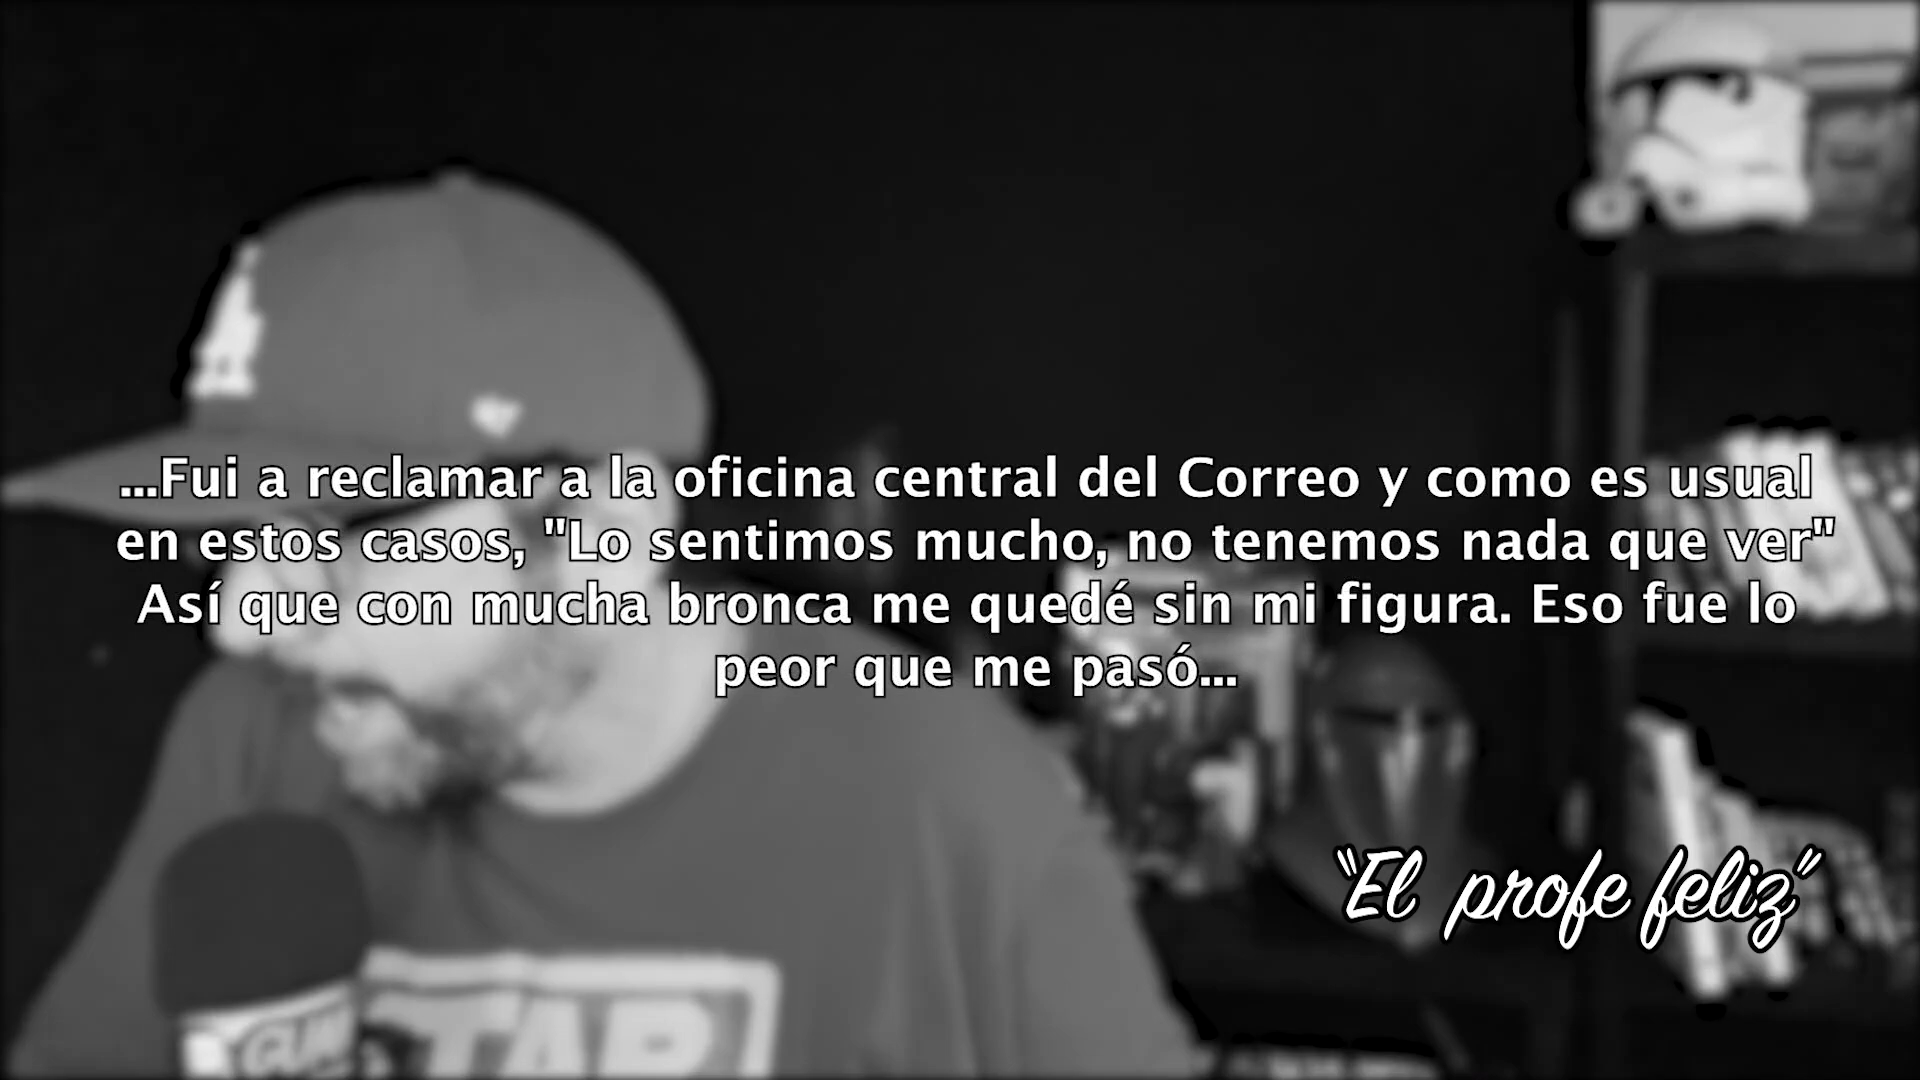 ...Fui a reclamar a la oficina central del Correo y como es usual
en estos casos, "Lo sentimos mucho, no tenemos nada que ver"
Así que con mucha bronca me quedé sin mi figura. Eso fue lo
peor que me pasó...
"El profe feliz"
TAR